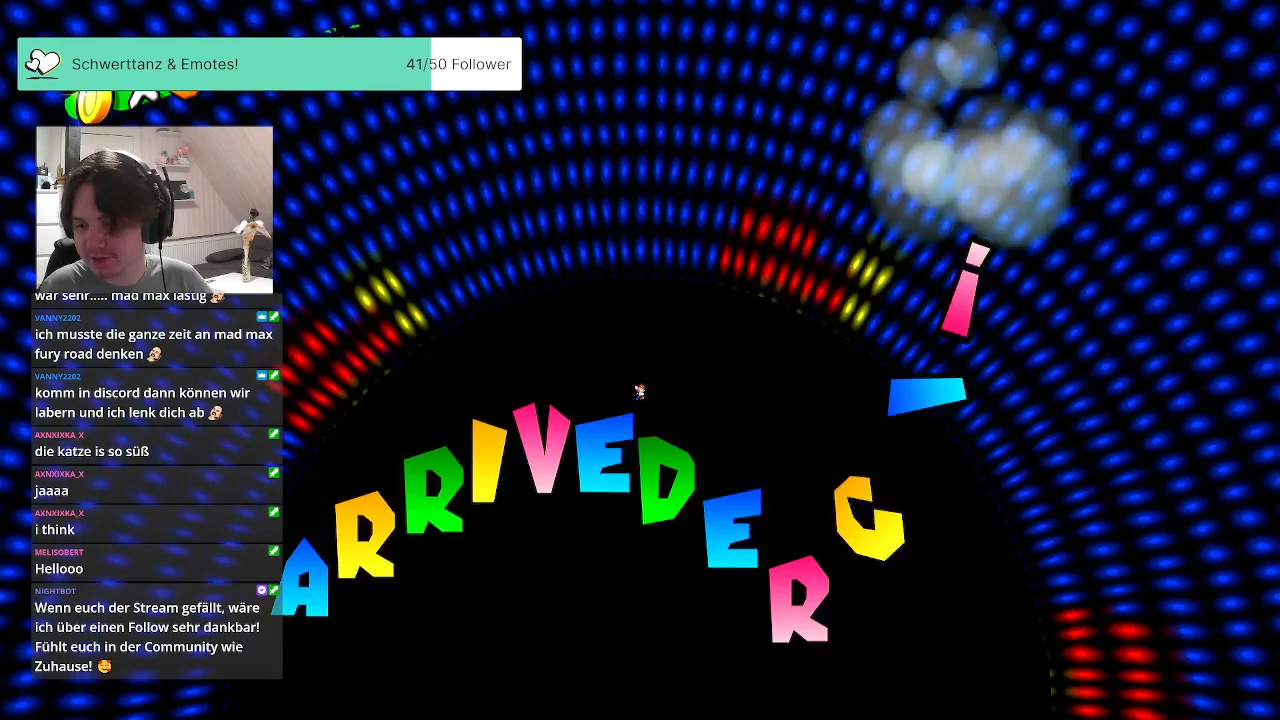 Schwerttanz & Emotes!
41/50 Follower
war sehr..... mad max lastig
VANNY2202
ich musste die ganze zeit an mad max
fury road denken
VANNY2202
komm in discord dann können wir
labern und ich lenk dich ab
AXNXIXKA_X
die katze is so süß
AXNXIXKA_X
jaaaa
AXNXIXKA_X
i think
MELISOBERT
Hellooo
NIGHTBOT
Wenn euch der Stream gefällt, wäre
ich über einen Follow sehr dankbar!
Fühlt euch in der Community wie
Zuhause!
ARRIVEDERC I !